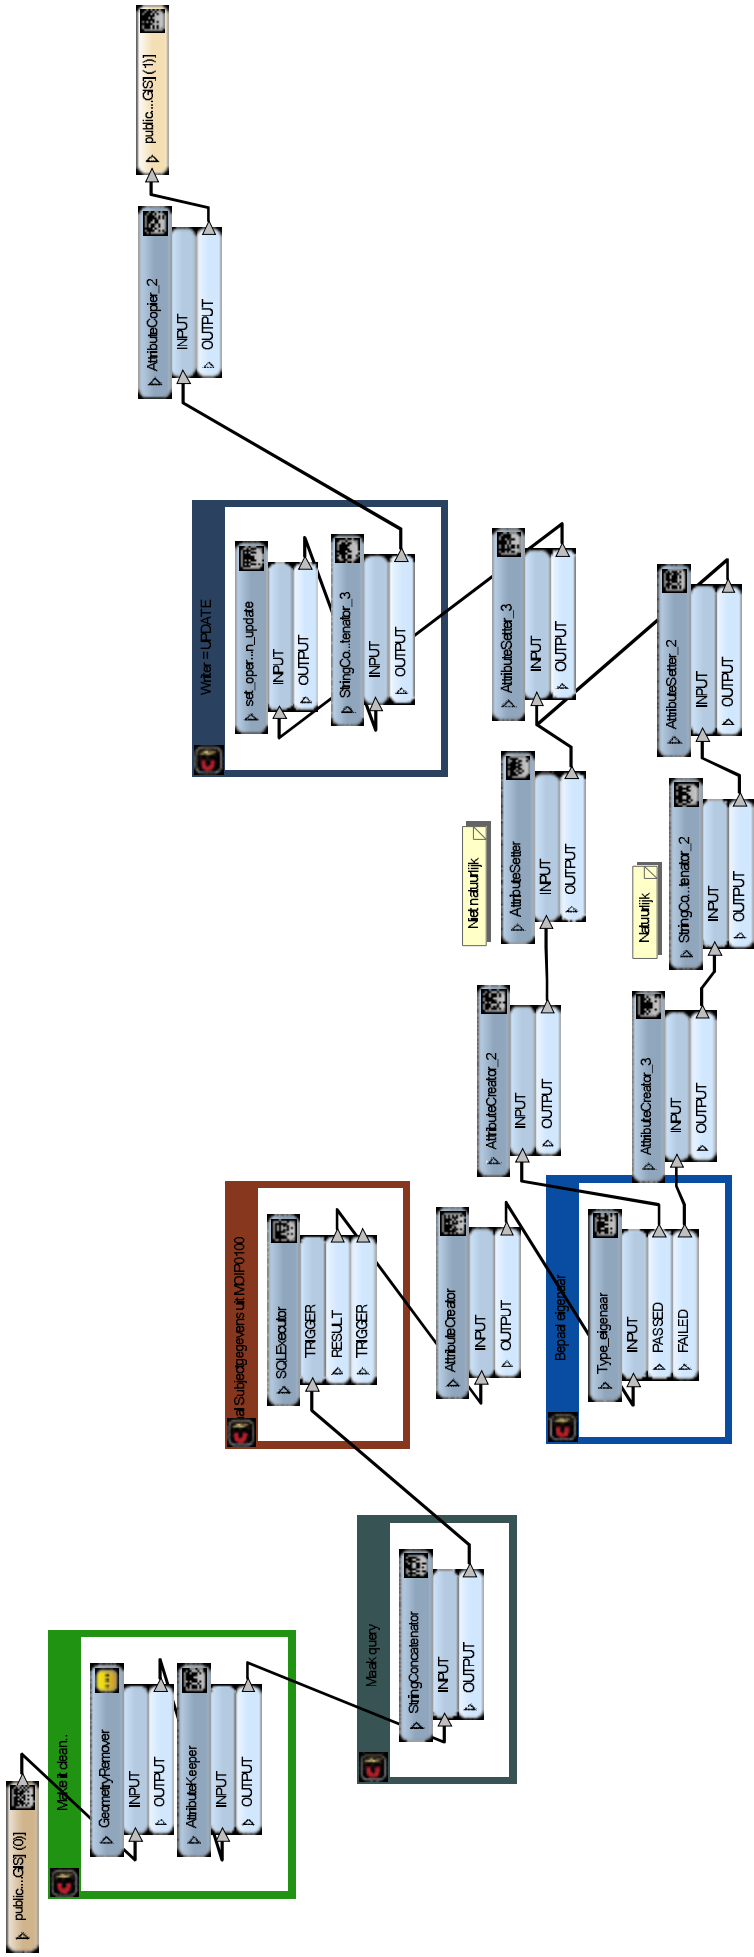 public....GIS] (0)]
Make it clean..
GeometryRemover
INPUT
OUTPUT
AttributeKeeper
INPUT
OUTPUT
Maak query
StringConcatenator
INPUT
OUTPUT
al Subjectgegevens uit MOIP0100
SQLExecutor
TRIGGER
RESULT
TRIGGER
AttributeCreator
INPUT
OUTPUT
Bepaal eigenaar
Type_eigenaar
INPUT
PASSED
FAILED
AttributeCreator_2
INPUT
OUTPUT
AttributeCreator_3
INPUT
OUTPUT
Niet natuurlijk
AttributeSetter
INPUT
OUTPUT
Natuurlijk
StringCo...tenator_2
INPUT
OUTPUT
AttributeSetter_3
INPUT
OUTPUT
AttributeSetter_2
INPUT
OUTPUT
Writer = UPDATE
set_oper...n_update
INPUT
OUTPUT
StringCo...tenator_3
INPUT
OUTPUT
AttributeCopier_2
INPUT
OUTPUT
public....GIS] (1)]